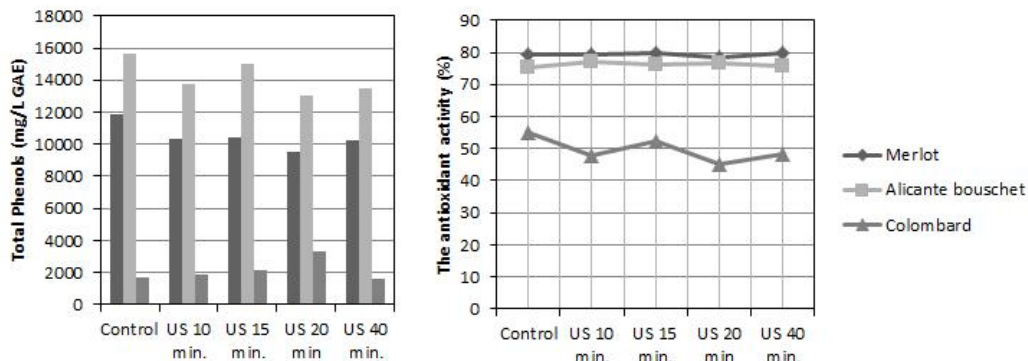 Total Phenols (mg/L GAE)
18000
16000
14000
12000
10000
8000
6000
4000
2000
0
Control US 10 US 15 US 20 US 40
min. min. min min.
The antioxidant activity (%)
90
80
70
60
50
40
30
20
10
0
Control US 10 US 15 US 20 US 40
min. min. min. min.
Merlot
Alicante bouschet
Colombard